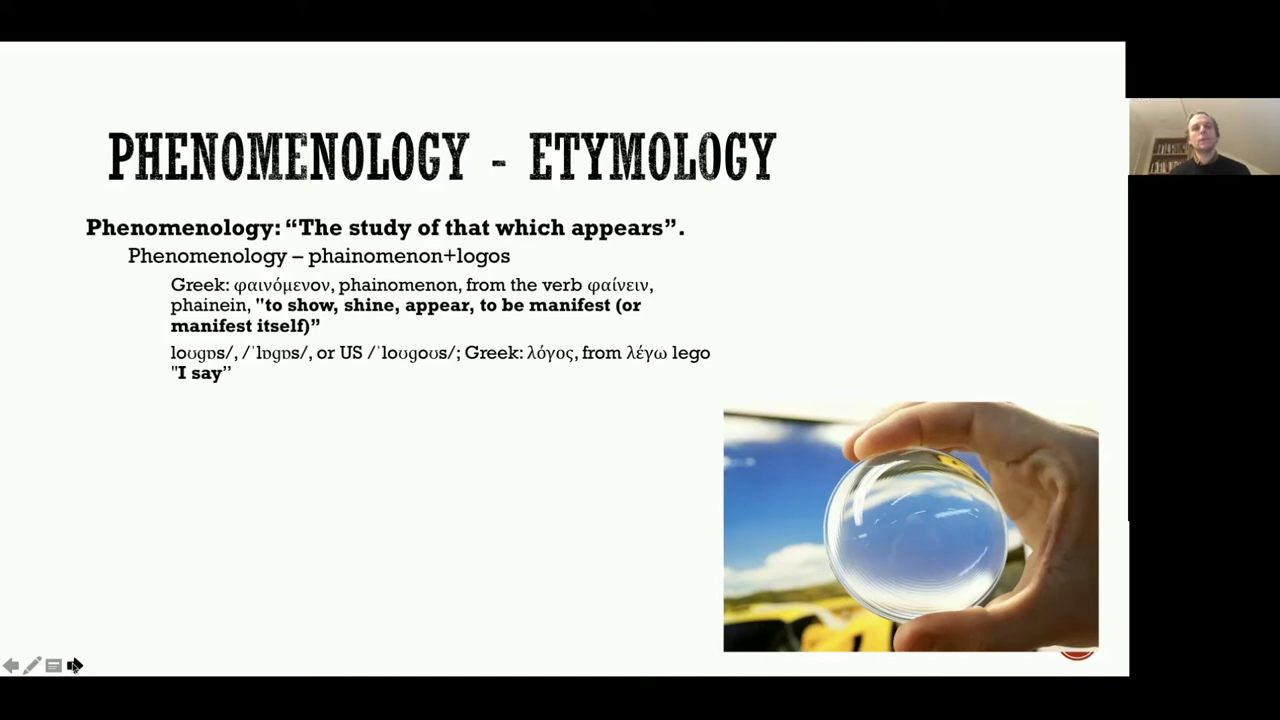 PHENOMENOLOGY - ETYMOLOGY
Phenomenology: “The study of that which appears”.
Phenomenology – phainomenon+logos
Greek: φαινόμενoν, phainomenon, from the verb φαίνειν,
phainein, "to show, shine, appear, to be manifest (or
manifest itself)”
loʊɡɒs/, /ˈlɒɡɒs/, or US /ˈloʊɡoʊs/; Greek: λόγος, from λέγω lego
"I say”